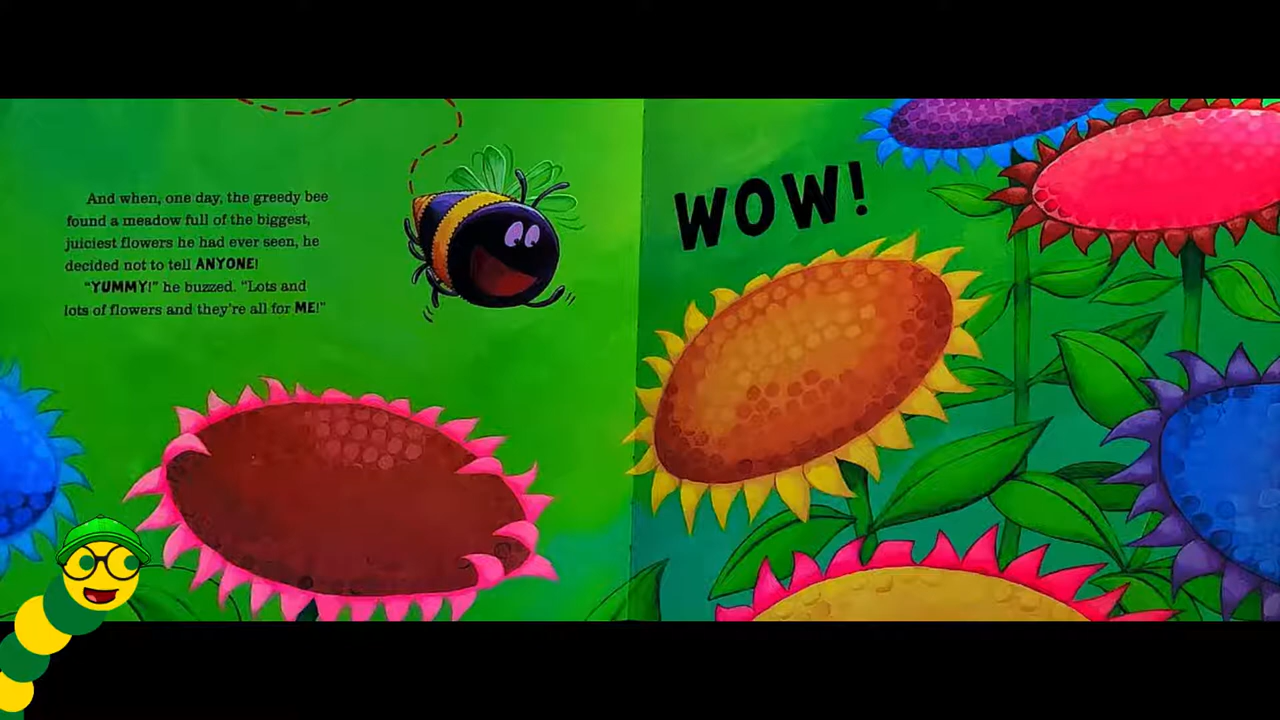 And when, one day, the greedy bee
found a meadow full of the biggest,
juiciest flowers he had ever seen, he
decided not to tell ANYONE!
"YUMMY!" he buzzed. "Lots and
lots of flowers and they're all for ME!"
WOW!